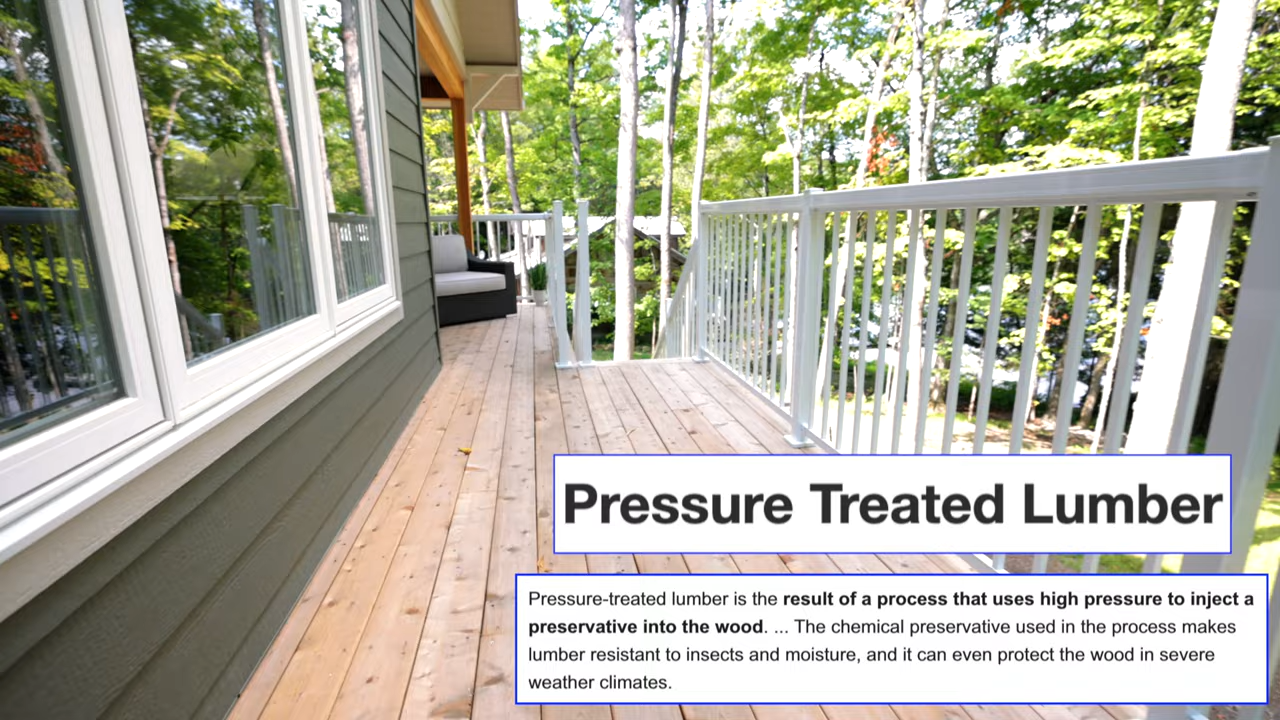 Pressure Treated Lumber
Pressure-treated lumber is the result of a process that uses high pressure to inject a
preservative into the wood. ... The chemical preservative used in the process makes
lumber resistant to insects and moisture, and it can even protect the wood in severe
weather climates.